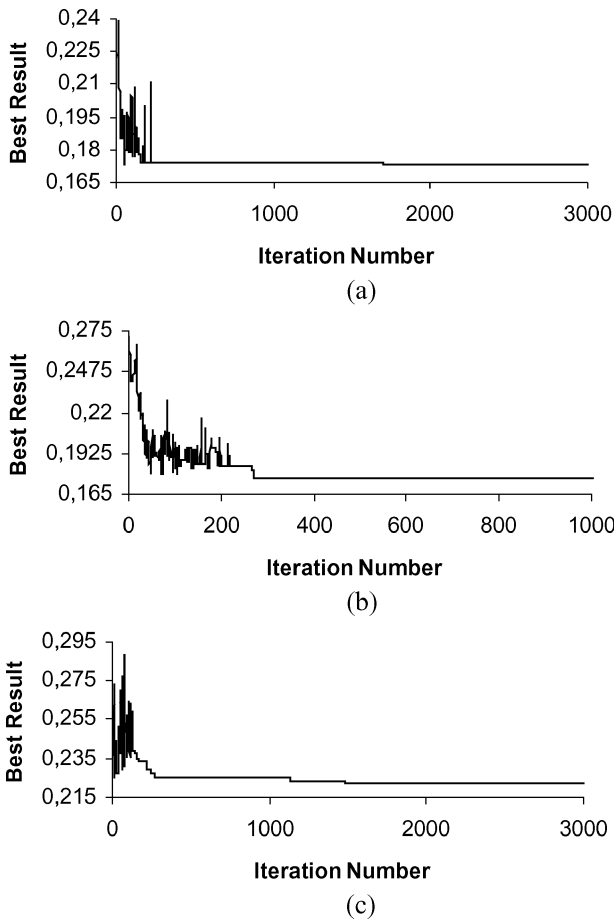 0,24
0,225
0,21
0,195
0,18
0,165
Best Result
0 1000 2000 3000
Iteration Number
(a)
0,275
0,2475
0,22
0,1925
0,165
Best Result
0 200 400 600 800 1000
Iteration Number
(b)
0,295
0,275
0,255
0,235
0,215
Best Result
0 1000 2000 3000
Iteration Number
(c)